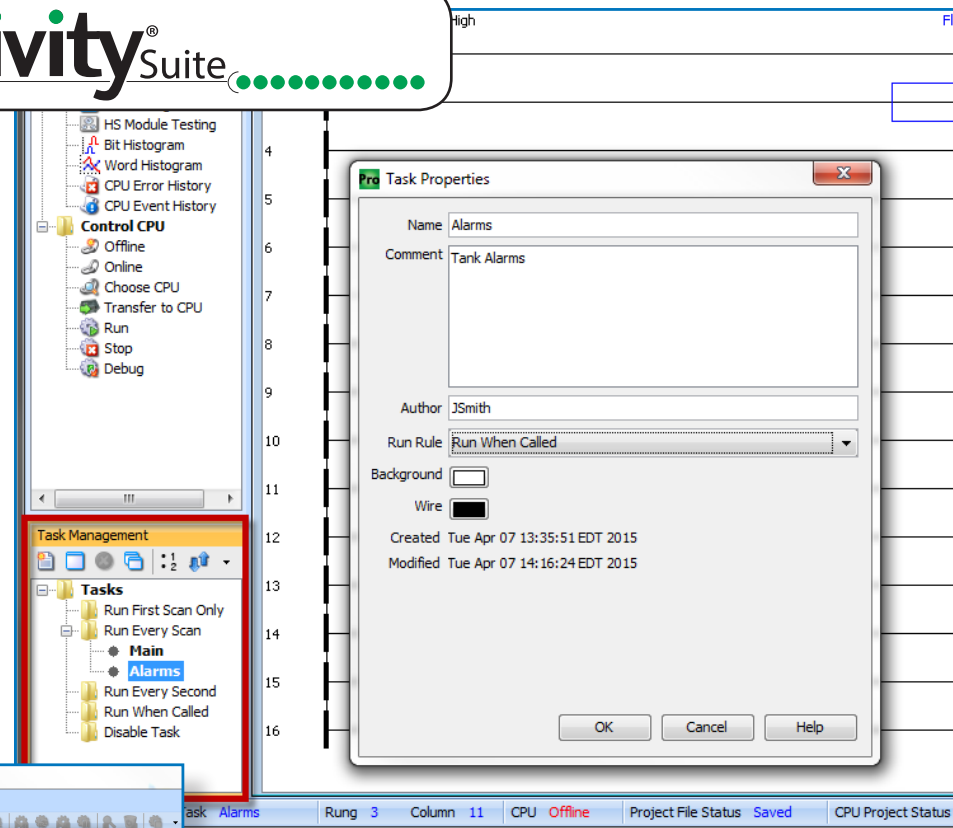 High
ivity® Suite
HS Module Testing
Bit Histogram
Word Histogram
CPU Error History
CPU Event History
Control CPU
Offline
Online
Choose CPU
Transfer to CPU
Run
Stop
Debug
4
5
6
7
8
9
10
11
12
13
14
15
16
Pro Task Properties
Name Alarms
Comment Tank Alarms
Author JSmith
Run Rule Run When Called
Background
Wire
Created Tue Apr 07 13:35:51 EDT 2015
Modified Tue Apr 07 14:16:24 EDT 2015
OK Cancel Help
Task Management
Tasks
Run First Scan Only
Run Every Scan
Main
Alarms
Run Every Second
Run When Called
Disable Task
Task Alarms Rung 3 Column 11 CPU Offline Project File Status Saved CPU Project Status